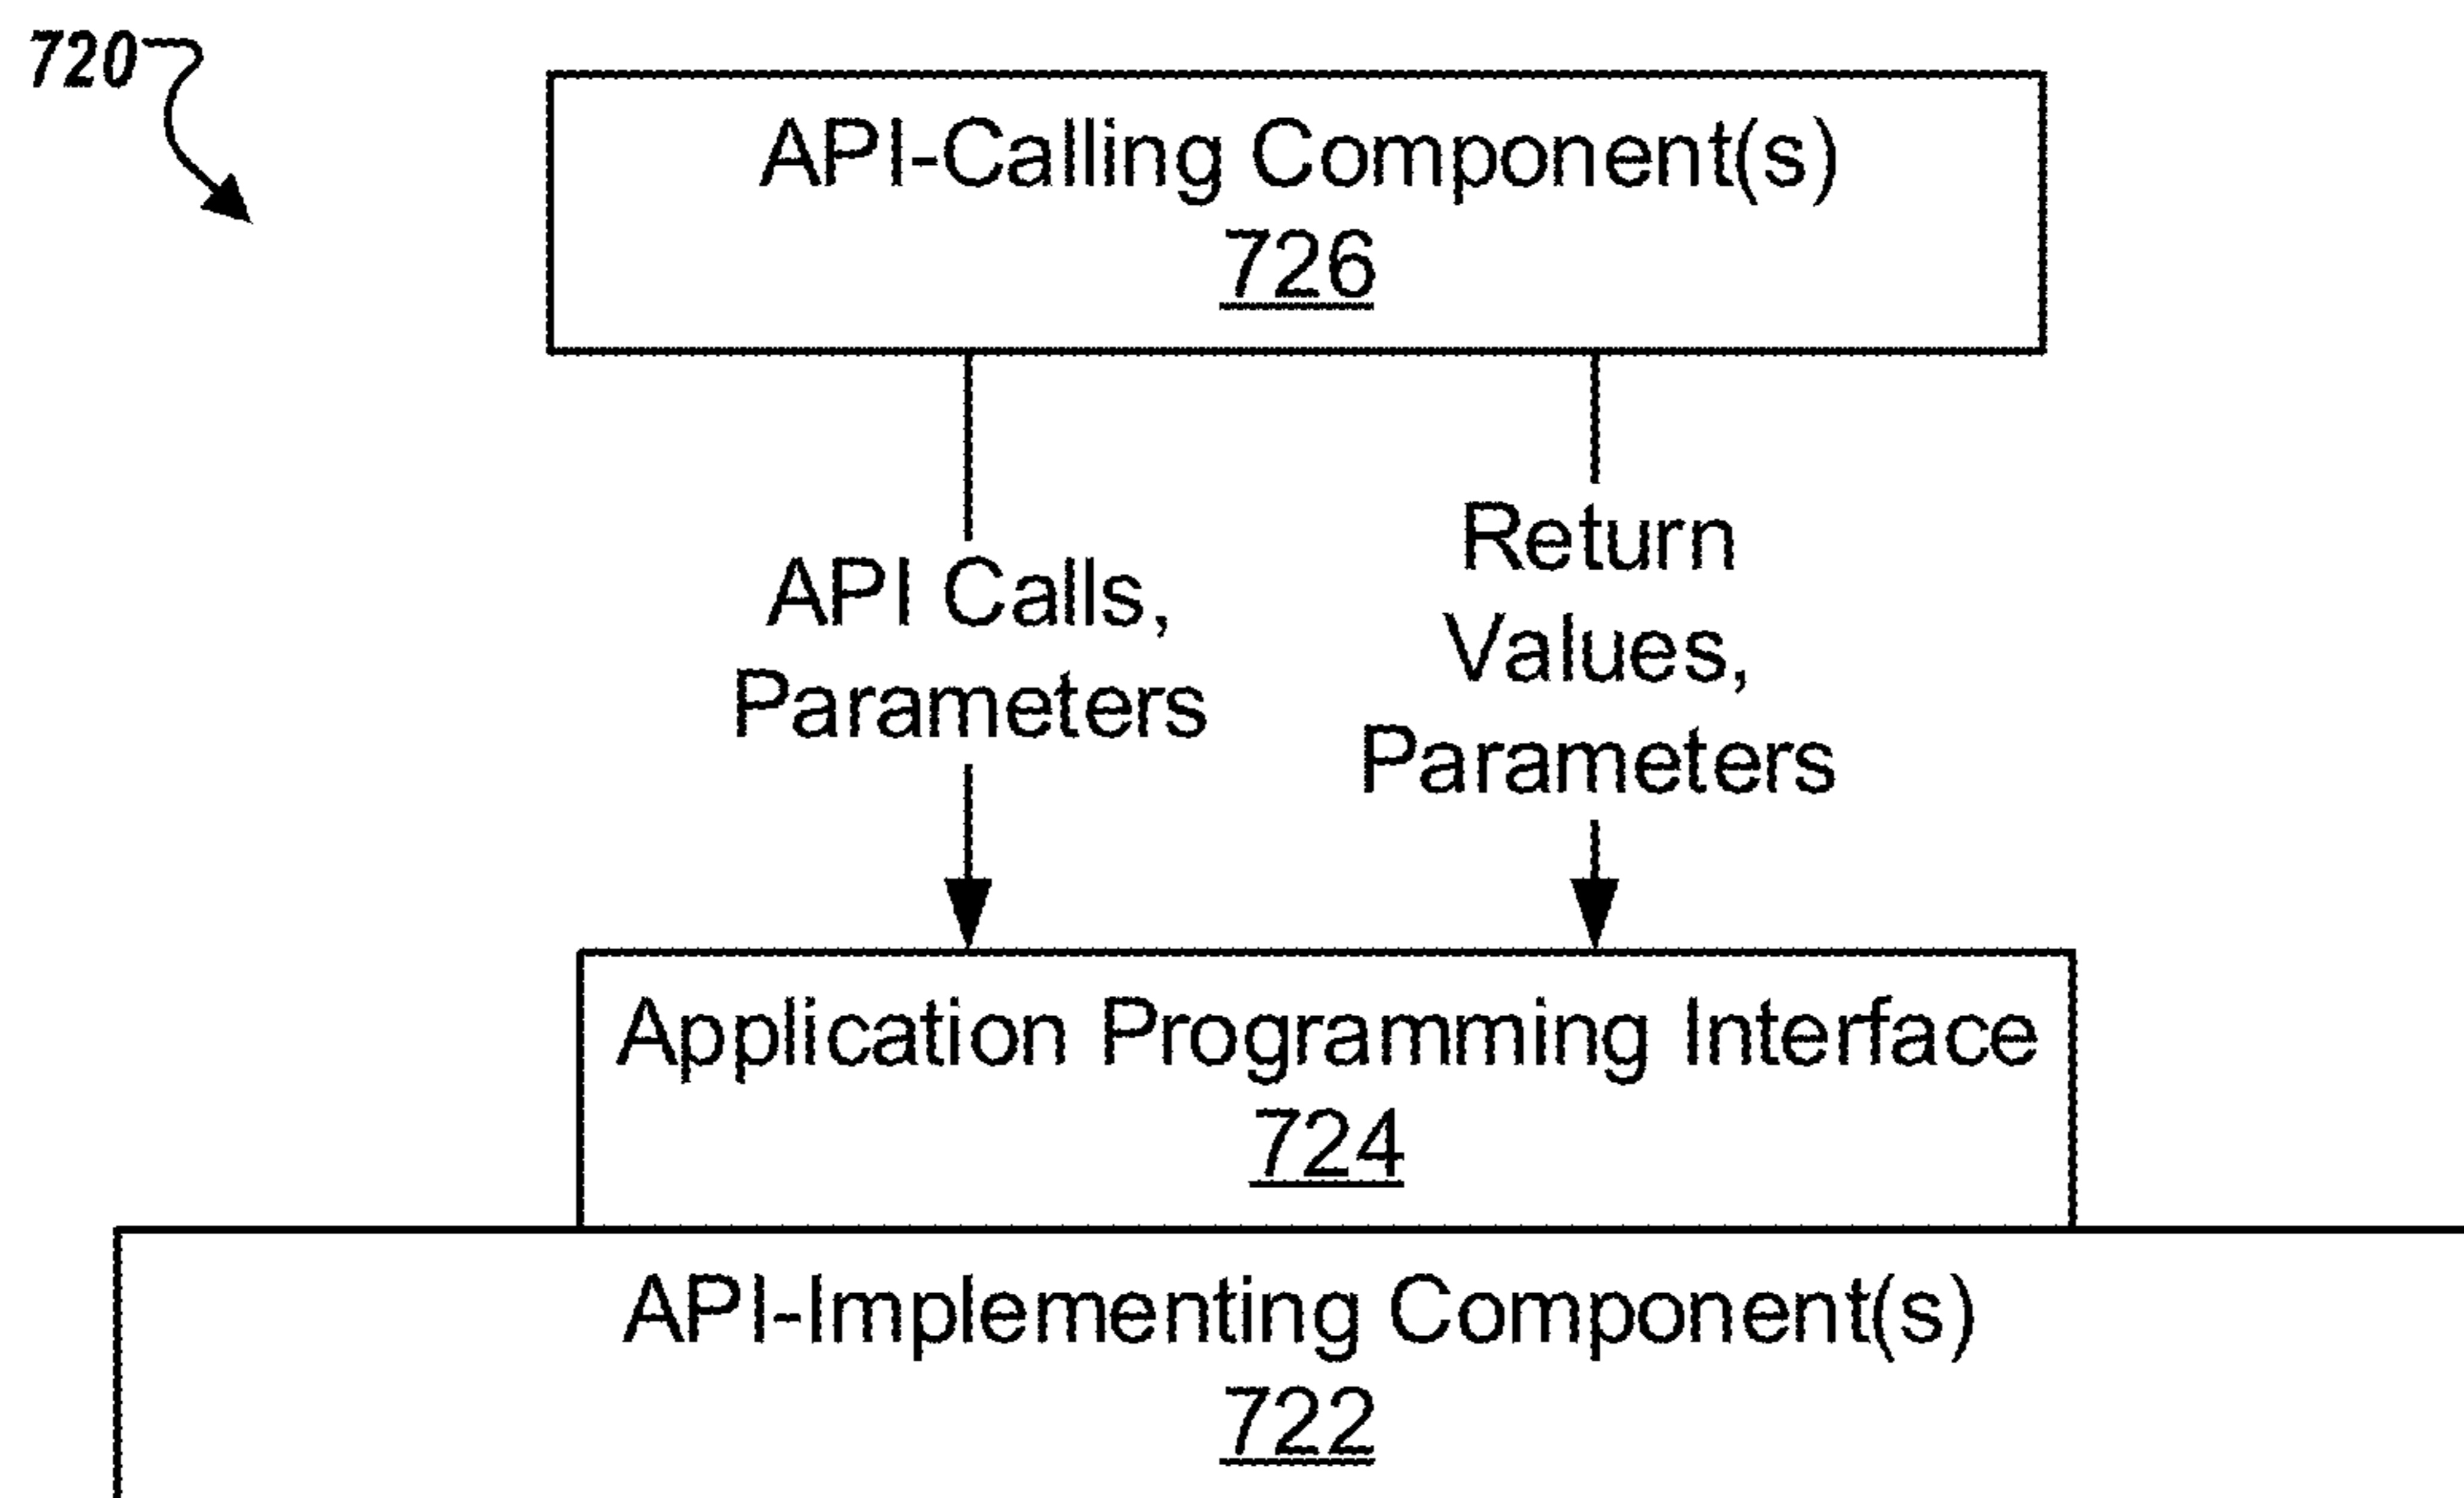 720
API-Calling Component(s)
726
API Calls,
Parameters
Return
Values,
Parameters
Application Programming Interface
724
API-Implementing Component(s)
722